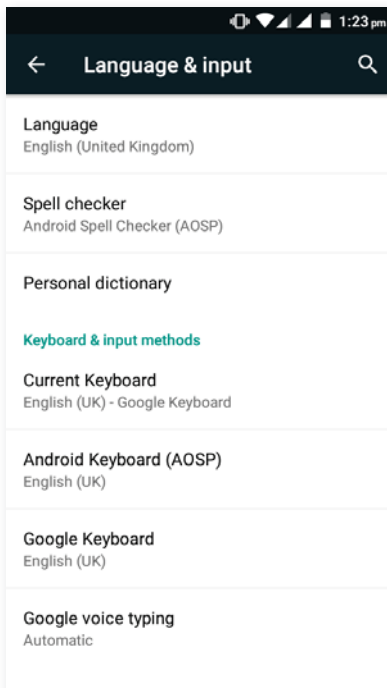 1:23 pm
Language & input
Language
English (United Kingdom)
Spell checker
Android Spell Checker (AOSP)
Personal dictionary
Keyboard & input methods
Current Keyboard
English (UK) - Google Keyboard
Android Keyboard (AOSP)
English (UK)
Google Keyboard
English (UK)
Google voice typing
Automatic